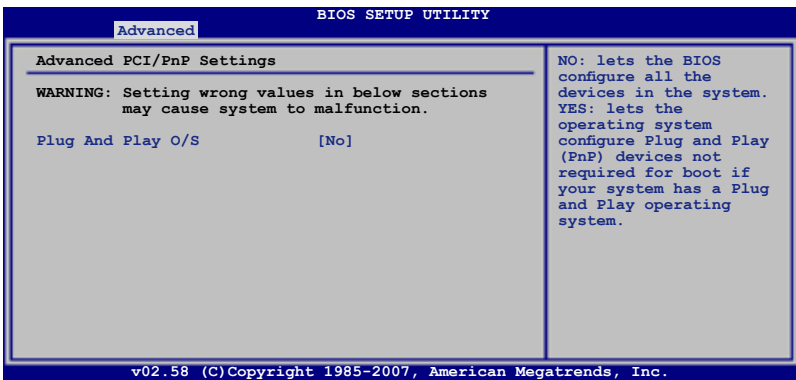 BIOS SETUP UTILITY
Advanced
Advanced PCI/PnP Settings
WARNING: Setting wrong values in below sections
may cause system to malfunction.
Plug And Play O/S [No]
NO: lets the BIOS
configure all the
devices in the system.
YES: lets the
operating system
configure Plug and Play
(PnP) devices not
required for boot if
your system has a Plug
and Play operating
system.
v02.58 (C)Copyright 1985-2007, American Megatrends, Inc.